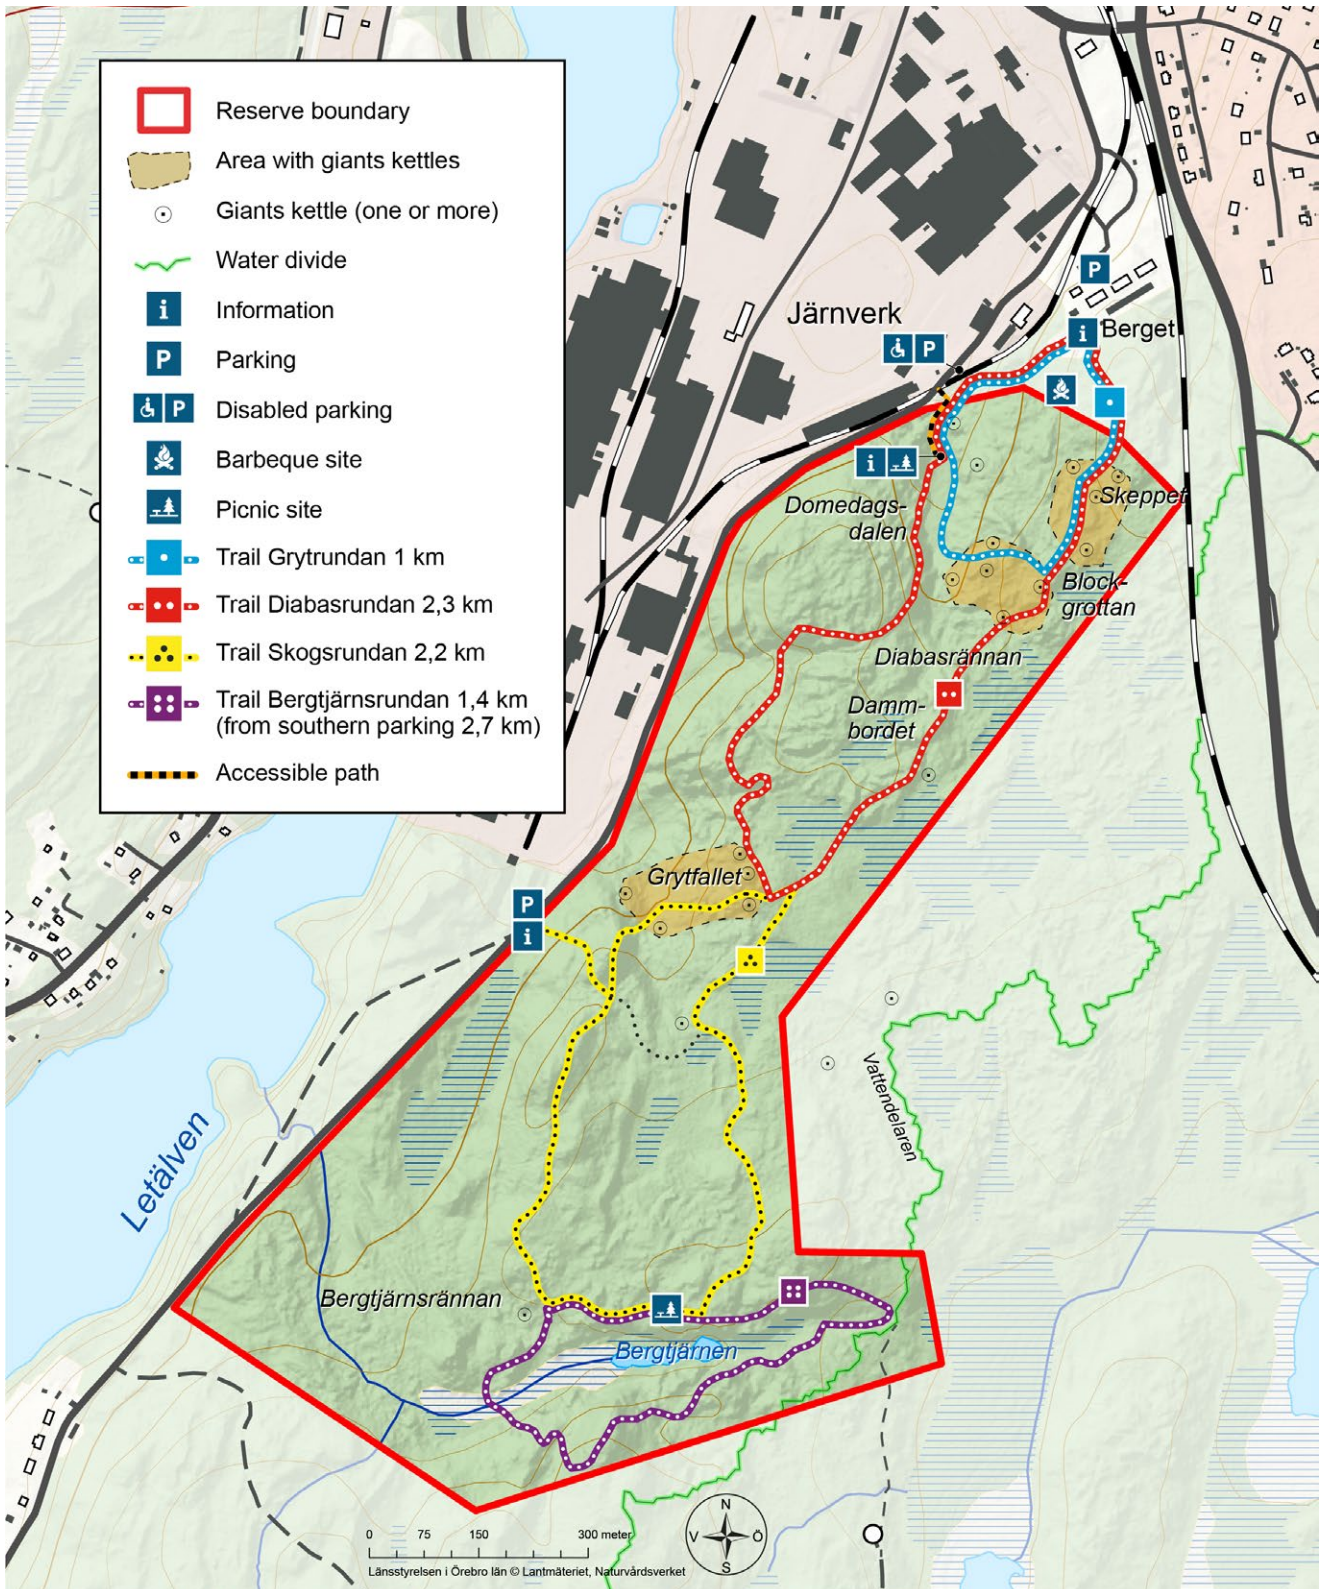 Reserve boundary
Area with giants kettles
Giants kettle (one or more)
Water divide
i Information
P Parking
P Disabled parking
Barbeque site
Picnic site
Trail Grytrundan 1 km
Trail Diabasrundan 2,3 km
Trail Skogsrundan 2,2 km
Trail Bergtjärnsrundan 1,4 km
(from southern parking 2,7 km)
Accessible path
P
Järnverk
i Berget
P
i
Domedags-
dalen
Skeppet
Block-
grottan
Diabasrännan
Damm-
bordet
Grytfallet
P
i
Vattendelaren
Letälven
Bergtjärnsrännan
Bergtjärnen
0 75 150 300 meter
N
V Ö
S
Länsstyrelsen i Örebro län © Lantmäteriet, Naturvårdsverket